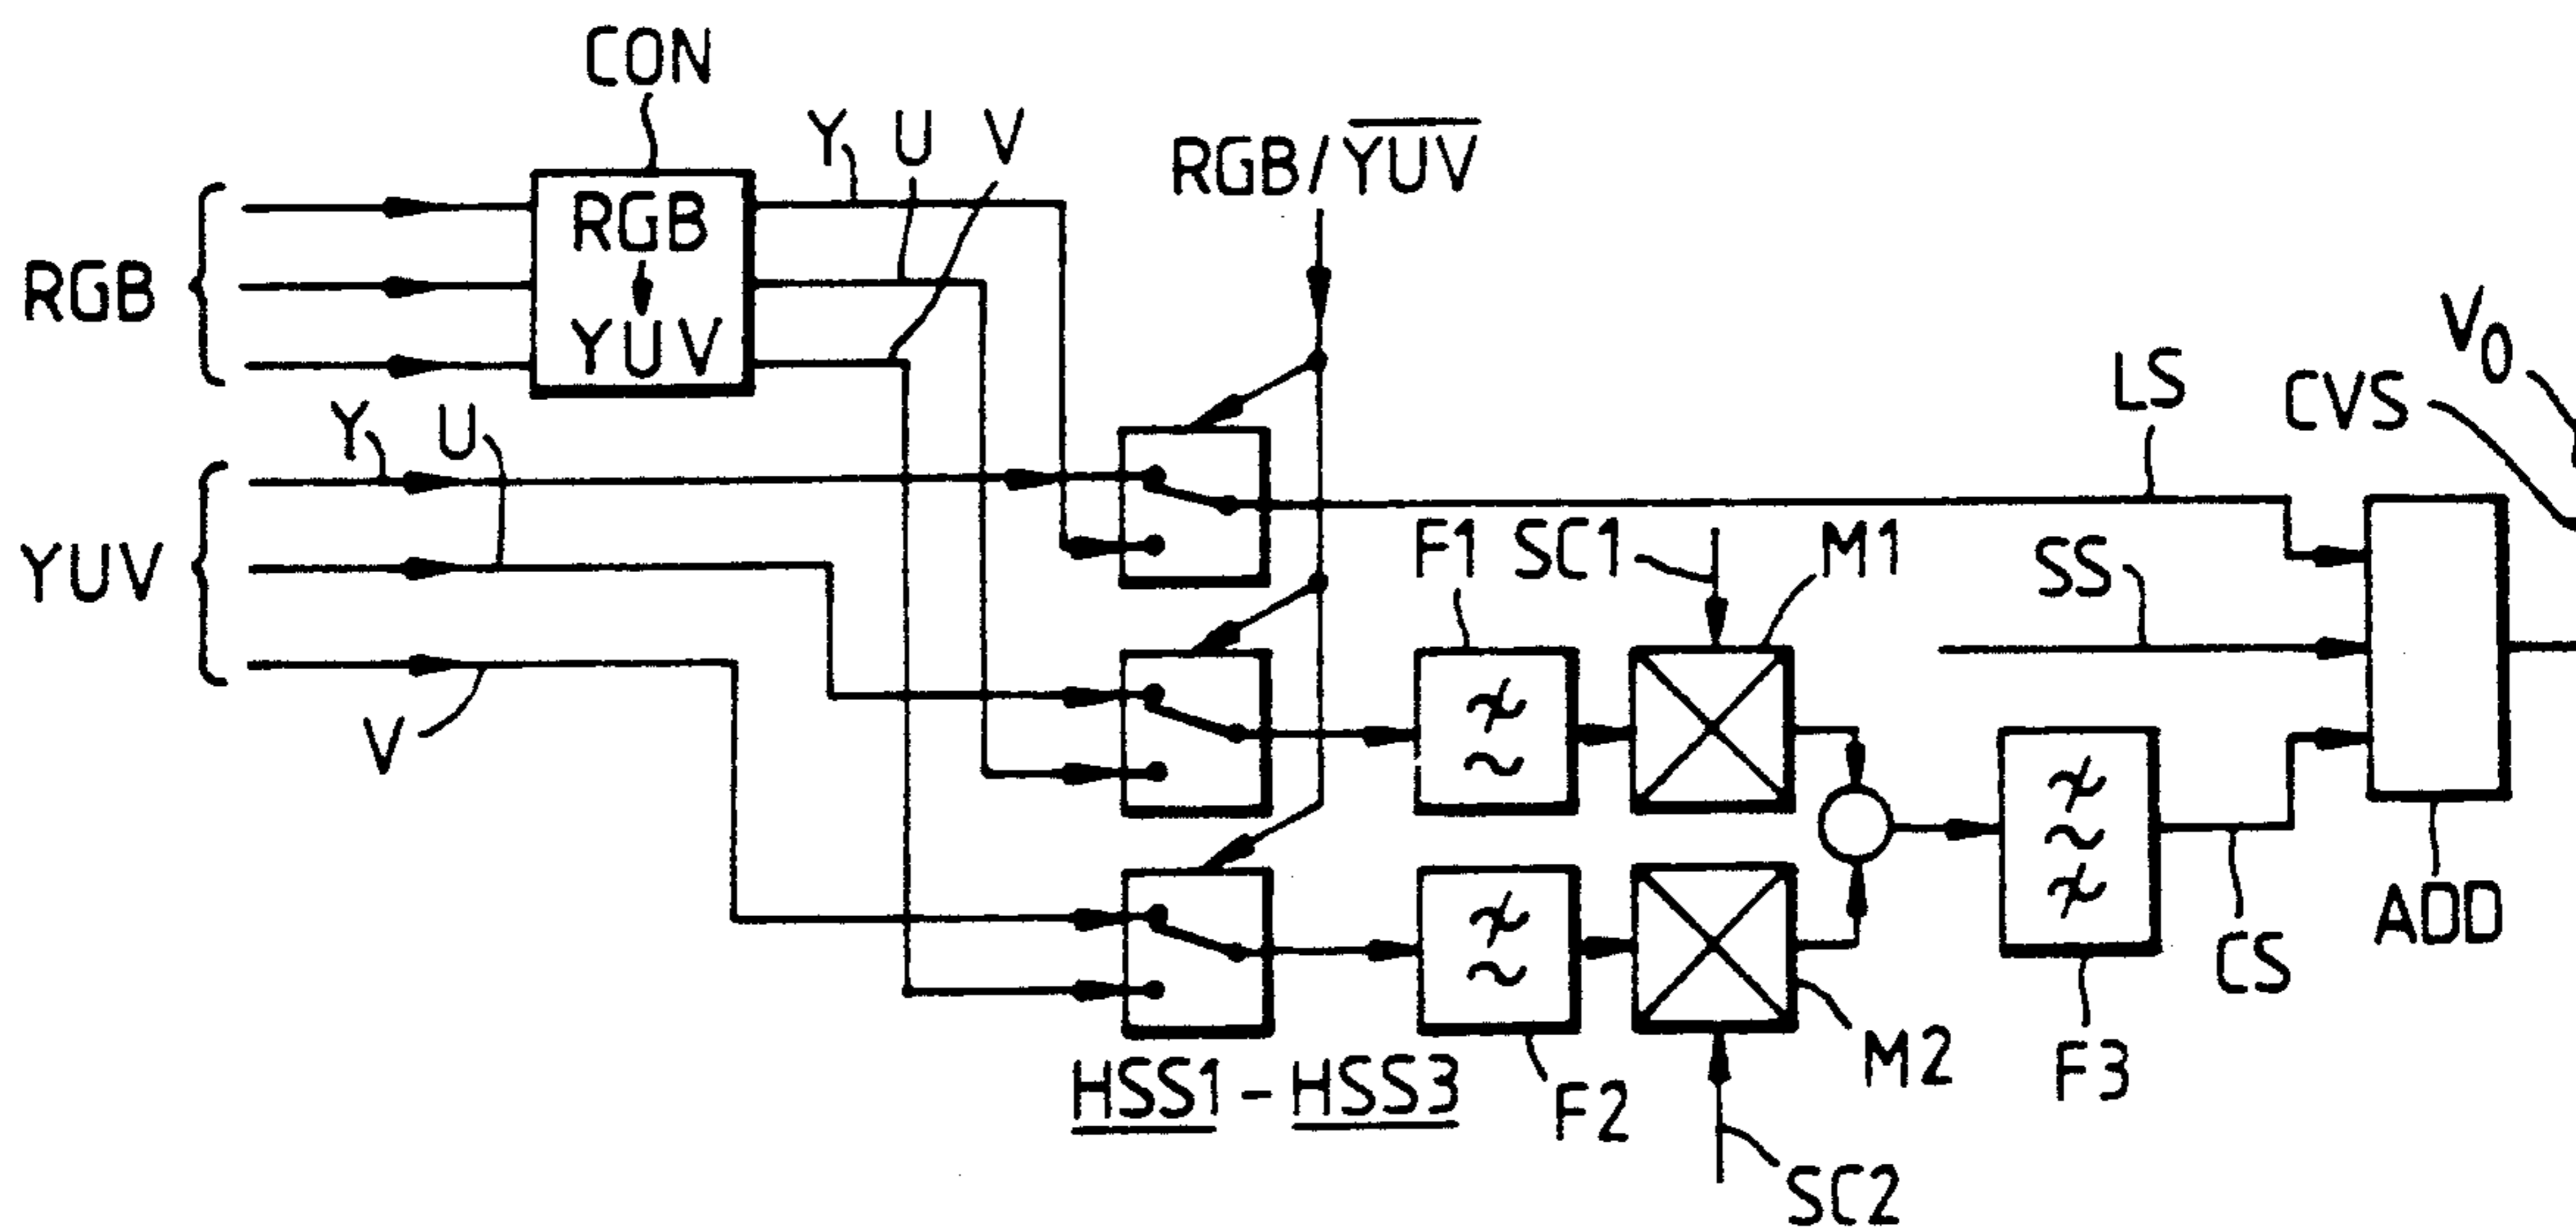 CON
Y U V
RGB/YUV
RGB
RGB
YUV
V0
LS
CVS
Y U
YUV
F1 SC1 M1
SS
V
ADD
CS
HSS1 - HSS3
F2
M2
F3
SC2